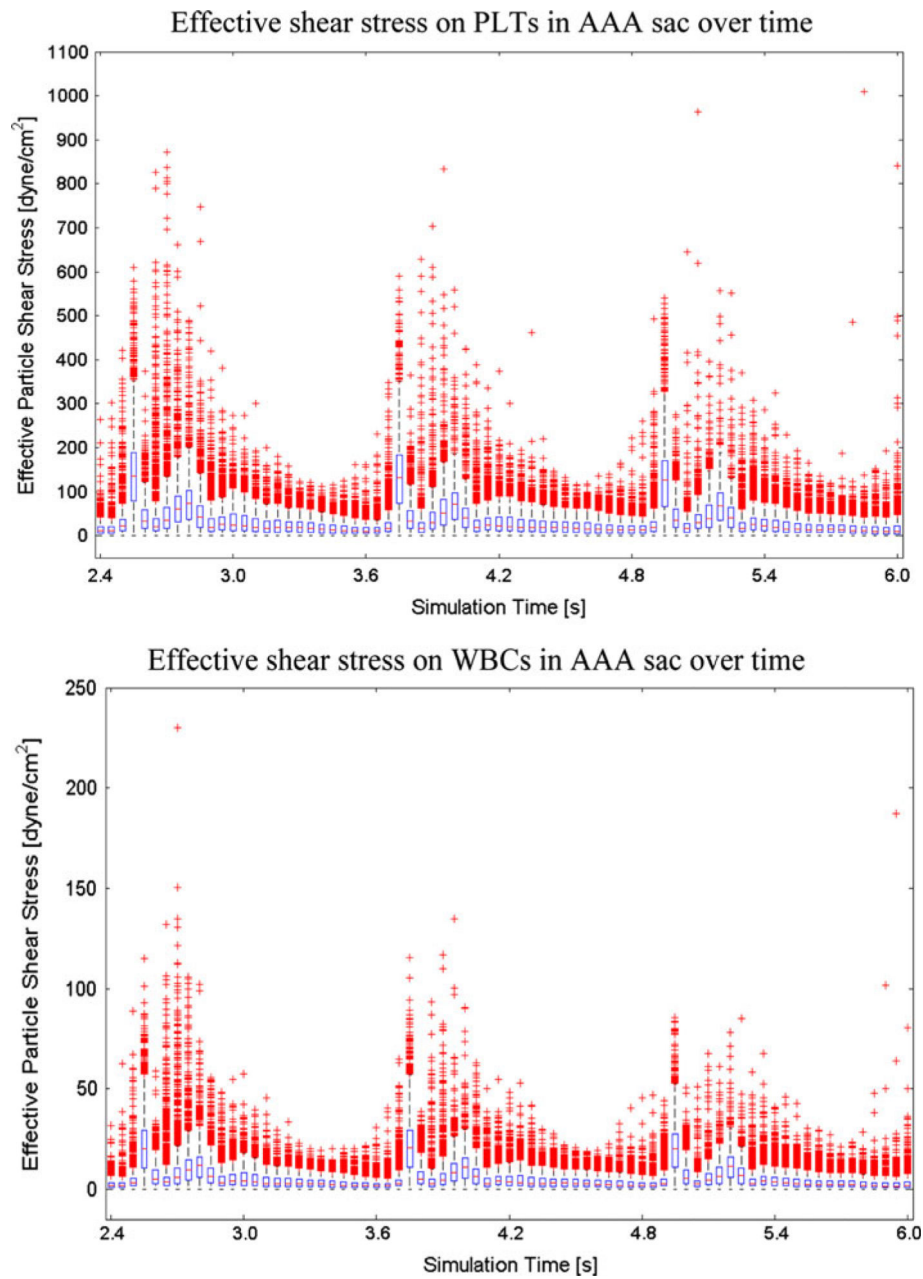 Effective shear stress on PLTs in AAA sac over time
Effective Particle Shear Stress [dyne/cm²]
1100
1000
900
800
700
600
500
400
300
200
100
0
2.4 3.0 3.6 4.2 4.8 5.4 6.0
Simulation Time [s]
Effective shear stress on WBCs in AAA sac over time
Effective Particle Shear Stress [dyne/cm²]
250
200
150
100
50
0
2.4 3.0 3.6 4.2 4.8 5.4 6.0
Simulation Time [s]